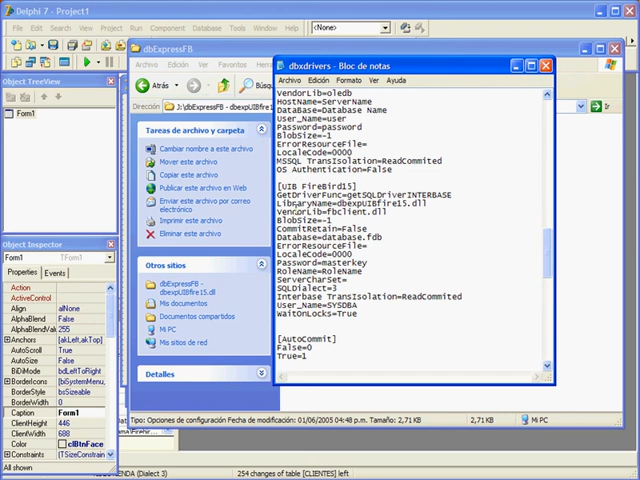 Delphi 7 - Project1
File Edit Search View Project Run Component Database Tools Window Help
<None>
dbExpressFB
Archivo Edición Ver Favoritos
Atrás
Búsq
Dirección J:\dbExpressFB - dbexpUIBfire15
Ir
Object TreeView
Form1
Tareas de archivo y carpeta
Cambiar nombre a este archivo
Mover este archivo
Copiar este archivo
Publicar este archivo en Web
Enviar este archivo por correo
electrónico
Imprimir este archivo
Eliminar este archivo
Otros sitios
dbExpressFB -
dbexpUIBfire15.dll
Mis documentos
Documentos compartidos
Mi PC
Mis sitios de red
Detalles
dbxdrivers - Bloc de notas
Archivo Edición Formato Ver Ayuda
VendorLib=oledb
HostName=ServerName
DataBase=Database Name
User_Name=user
Password=password
BlobSize=-1
ErrorResourceFile=
LocaleCode=0000
MSSQL TransIsolation=ReadCommited
OS Authentication=False
[UIB FireBird15]
GetDriverFunc=getSQLDriverINTERBASE
LibraryName=dbexpUIBfire15.dll
VendorLib=fbclient.dll
BlobSize=-1
CommitRetain=False
Database=database.fdb
ErrorResourceFile=
LocaleCode=0000
Password=masterkey
RoleName=RoleName
ServerCharSet=
SQLDialect=3
Interbase TransIsolation=ReadCommited
User_Name=SYSDBA
WaitOnLocks=True
[AutoCommit]
False=0
True=1
Object Inspector
Form1 TForm1
Properties Events
Action
ActiveControl
Align alNone
AlphaBlend False
AlphaBlendValu 255
Anchors [akLeft,akTop]
AutoScroll True
AutoSize False
BiDiMode bdLeftToRight
BorderIcons [biSystemMenu,
BorderStyle bsSizeable
BorderWidth 0
Caption Form1
ClientHeight 446
ClientWidth 688
Color clBtnFace
Constraints (TSizeConstrain
All shown
Tipo: Opciones de configuración Fecha de modificación: 01/06/2005 04:48 p.m. Tamaño: 2,71 KB 2,71 KB Mi PC
(Dialect 3) 254 changes of table [CLIENTES] left